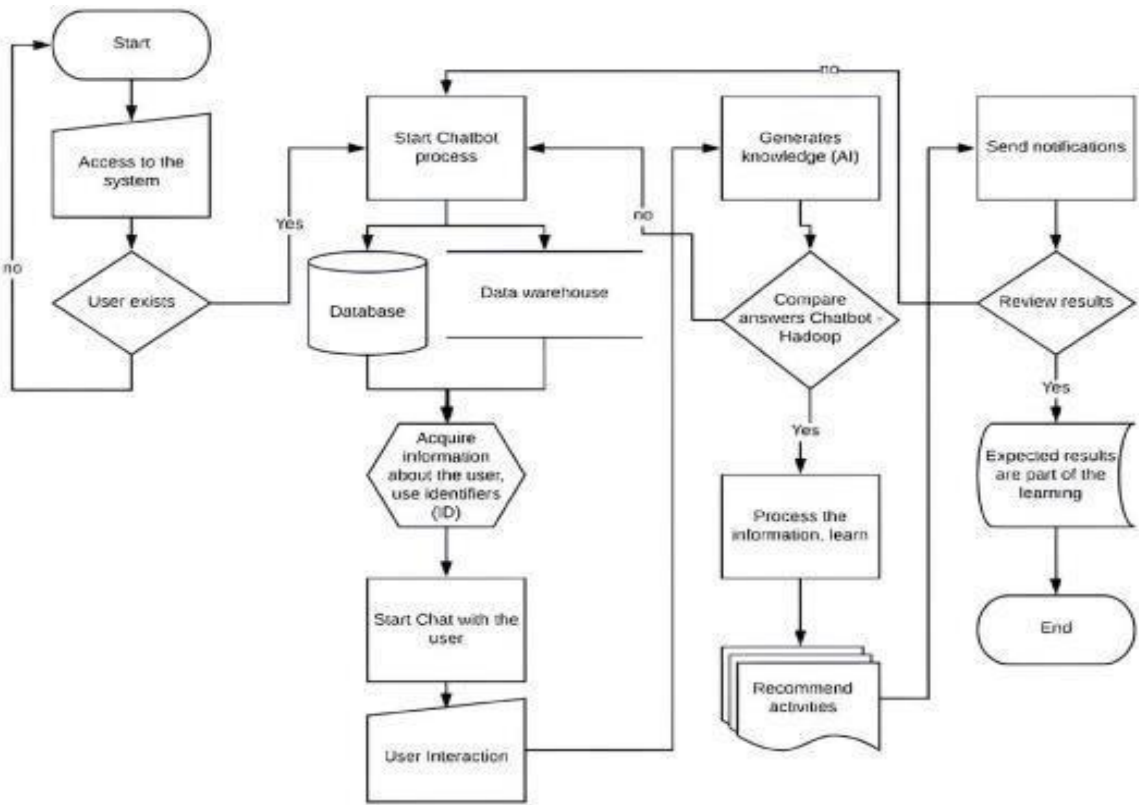 Start
Access to the
system
User exists
no
Yes
Start Chatbot
process
Database
Data warehouse
Acquire
information
about the user,
use identifiers
(ID)
Start Chat with the
user
User Interaction
Generates
knowledge (AI)
no
Compare
answers Chatbot -
Hadoop
Yes
Process the
information, learn
Recommend
activities
no
Send notifications
Review results
Yes
Expected results
are part of the
learning
End